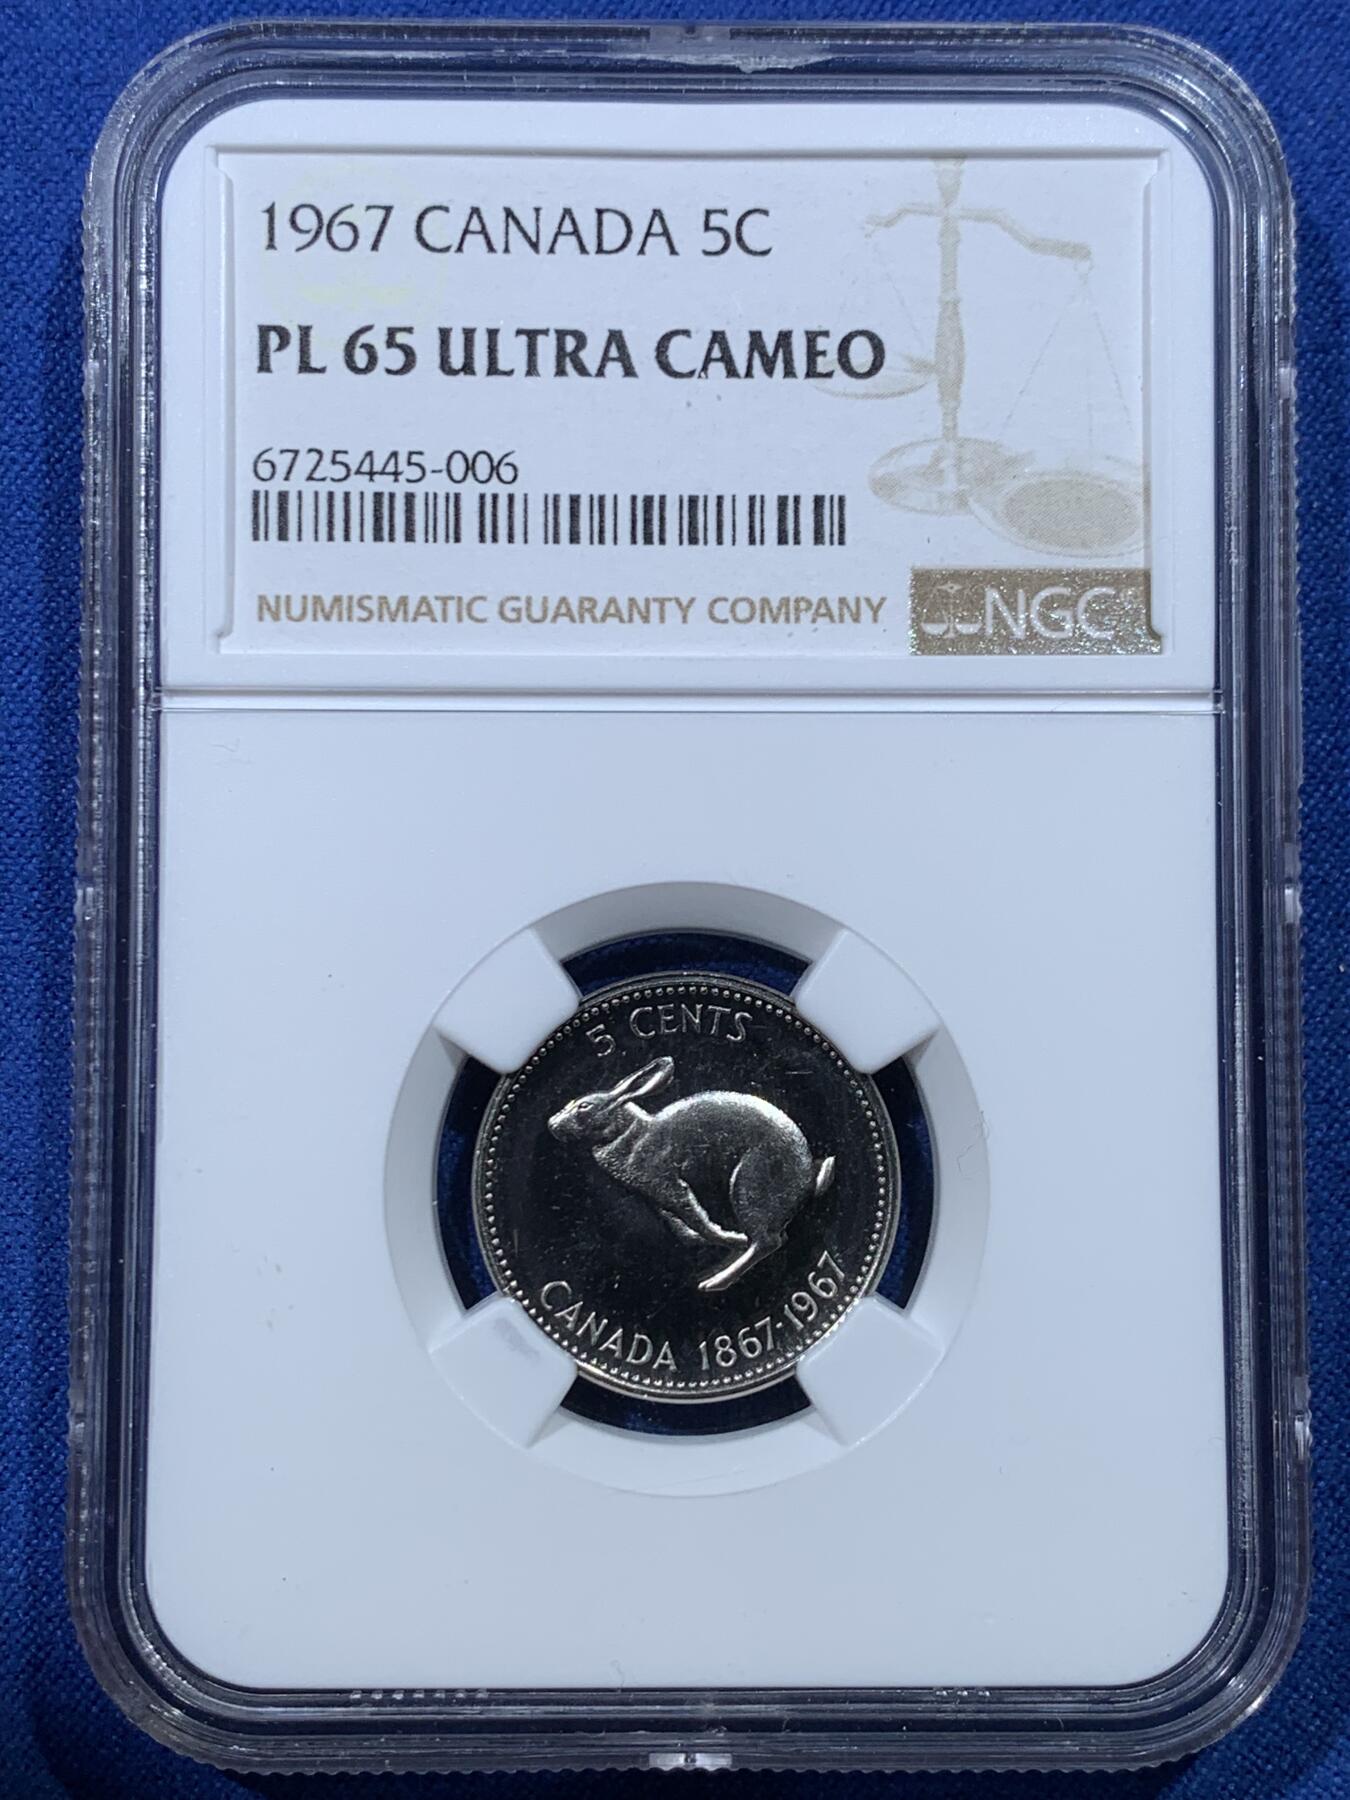 1967 CANADA 5C
PL 65 ULTRA CAMEO
6725445-006
NUMISMATIC GUARANTY COMPANY
NGC
5 CENTS
CANADA 1867-1967